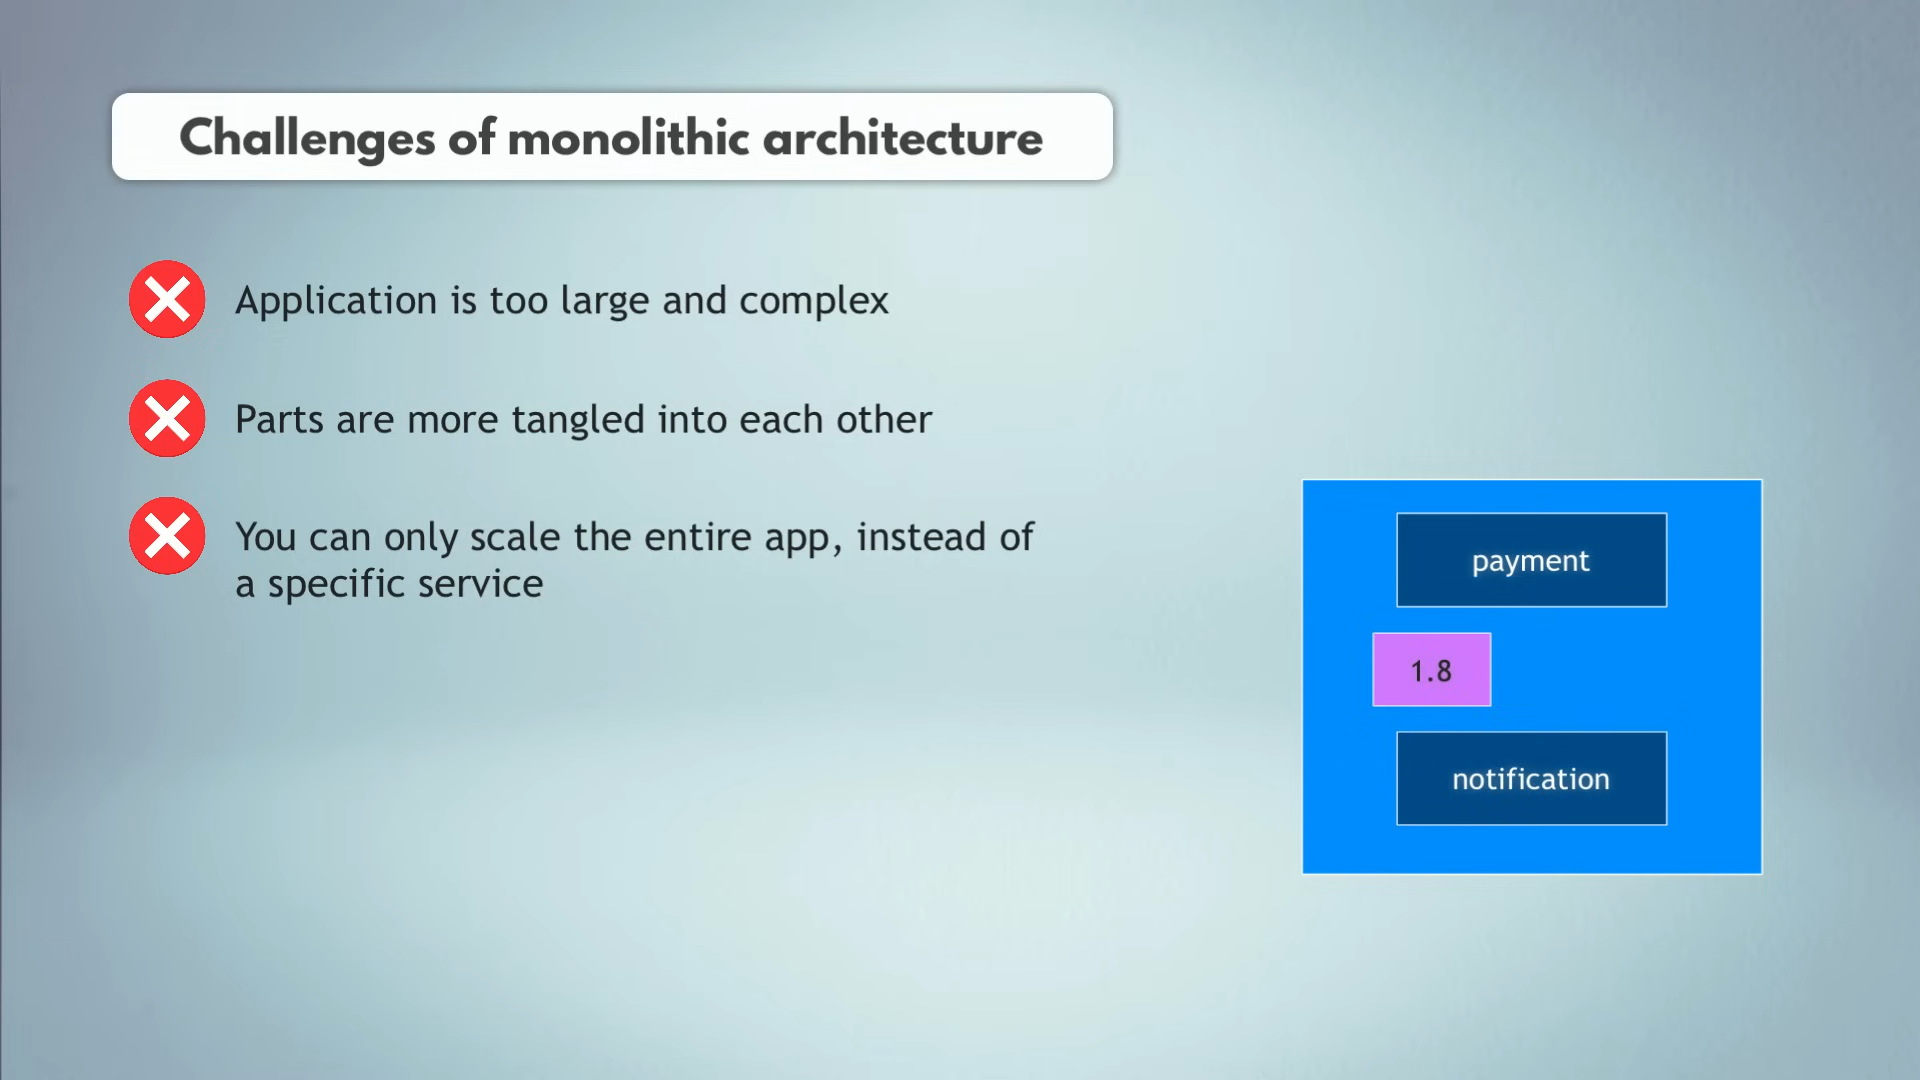 Challenges of monolithic architecture
Application is too large and complex
Parts are more tangled into each other
You can only scale the entire app, instead of
a specific service
payment
1.8
notification